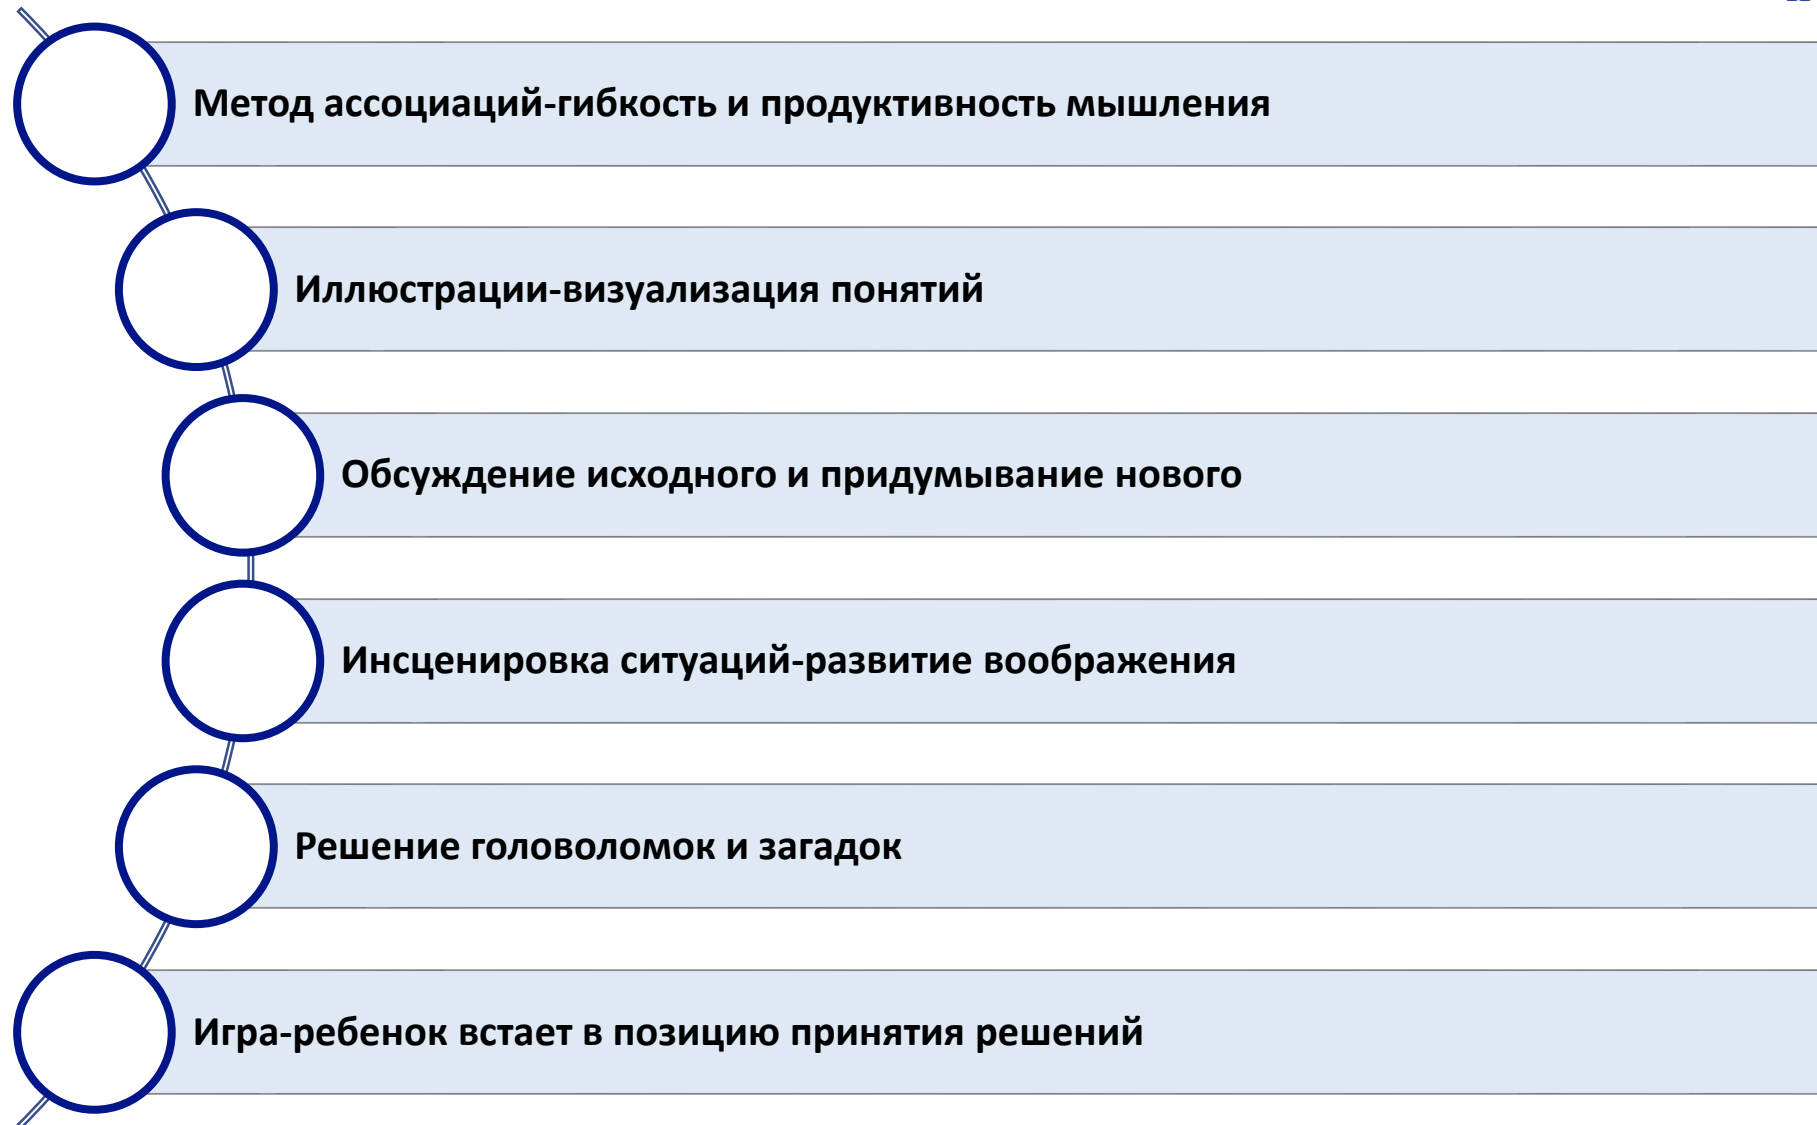 Метод ассоциаций-гибкость и продуктивность мышления
Иллюстрации-визуализация понятий
Обсуждение исходного и придумывание нового
Инсценировка ситуаций-развитие воображения
Решение головоломок и загадок
Игра-ребенок встает в позицию принятия решений